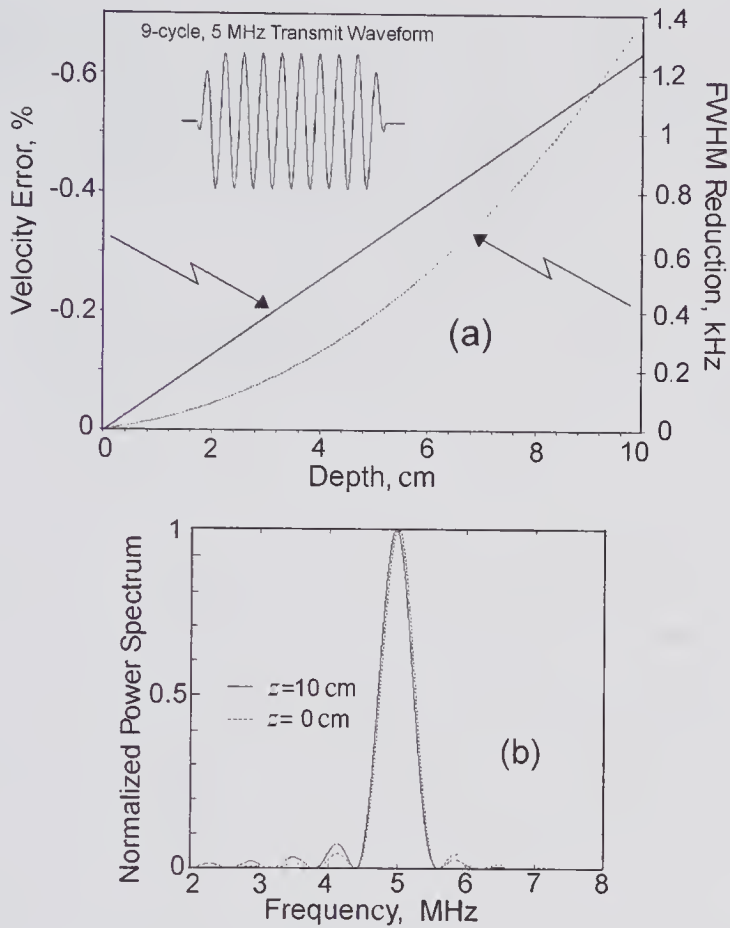 9-cycle, 5 MHz Transmit Waveform
Velocity Error, %
-0.6
-0.4
-0.2
0
1.4
1.2
1
0.8
0.6
0.4
0.2
0
FWHM Reduction, kHz
(a)
0 2 4 6 8 10
Depth, cm
Normalized Power Spectrum
1
0.5
0
z=10 cm
z= 0 cm
(b)
2 3 4 5 6 7 8
Frequency, MHz